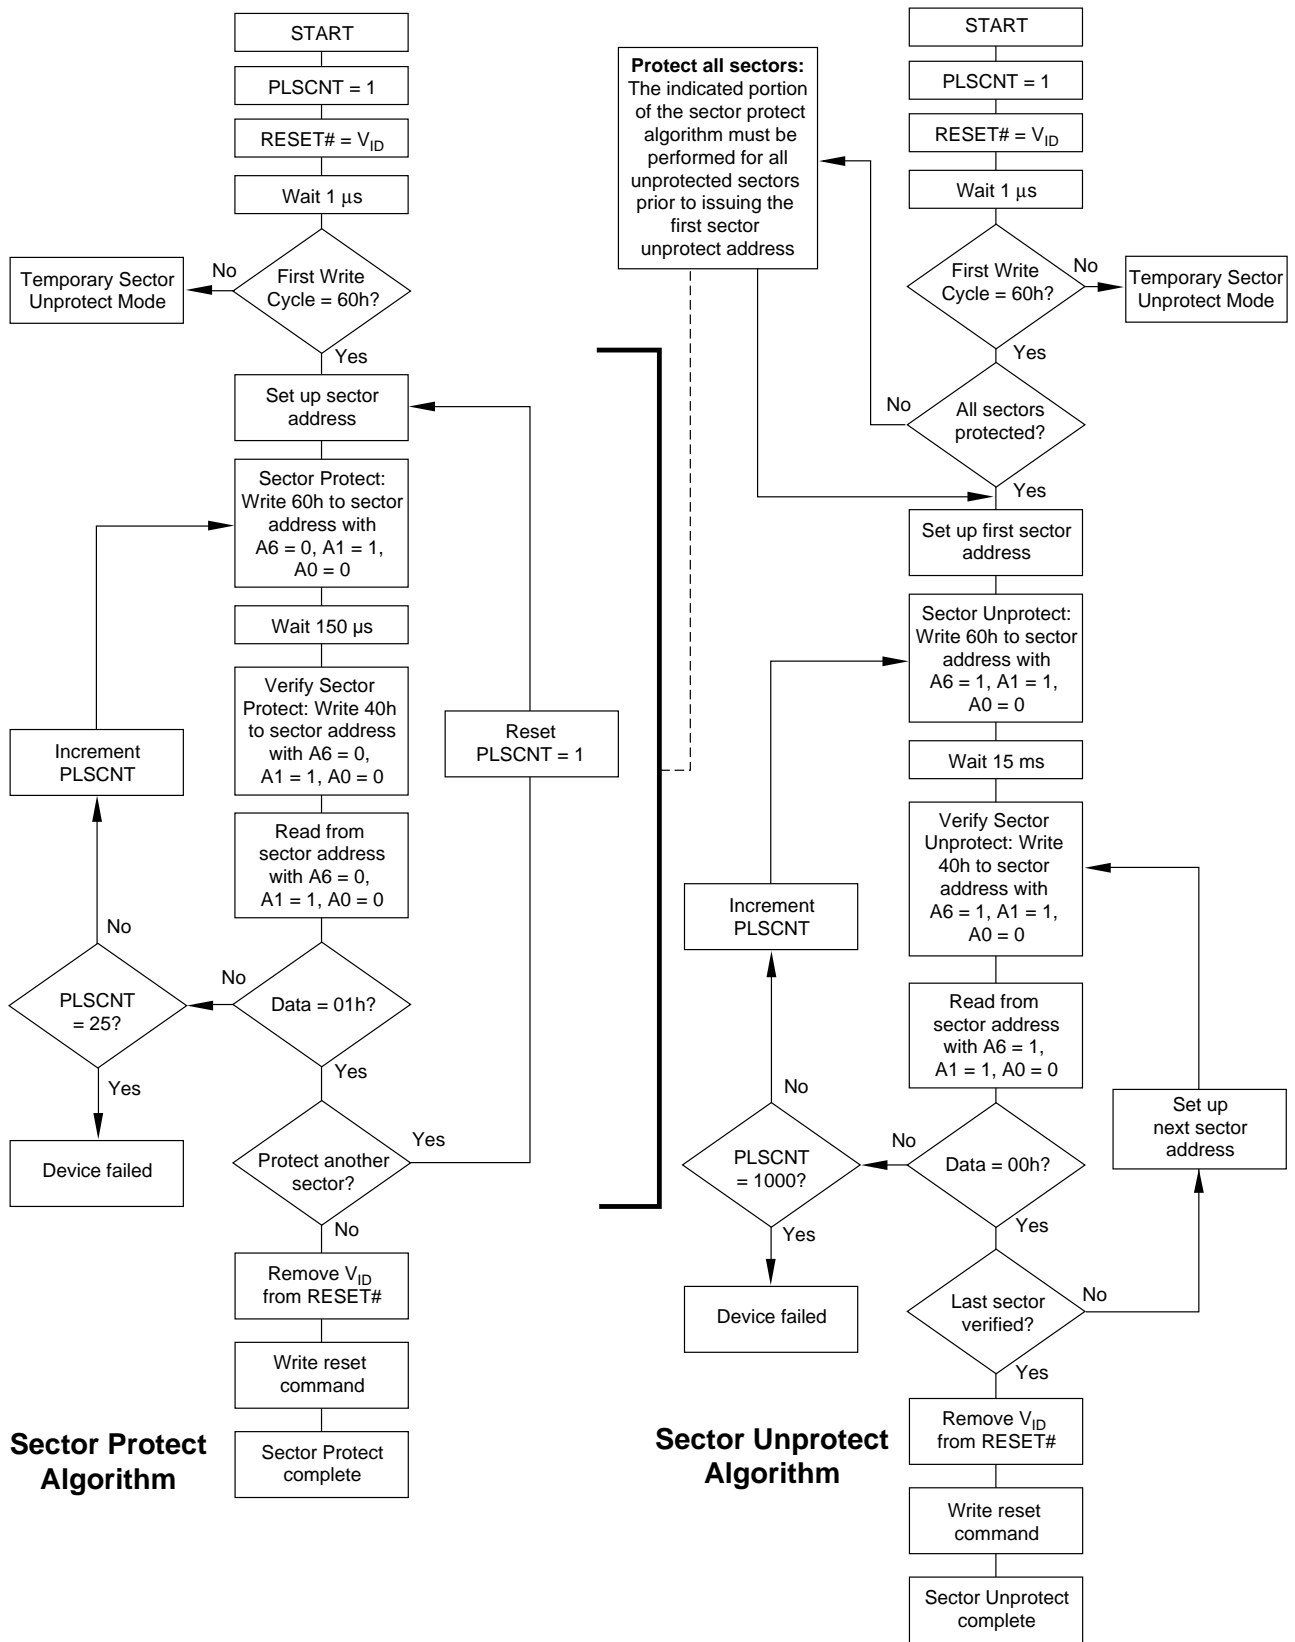 START
PLSCNT = 1
RESET# = VID
Wait 1 μs
First Write
Cycle = 60h?
No
Temporary Sector
Unprotect Mode
Yes
Set up sector
address
Sector Protect:
Write 60h to sector
address with
A6 = 0, A1 = 1,
A0 = 0
Wait 150 µs
Verify Sector
Protect: Write 40h
to sector address
with A6 = 0,
A1 = 1, A0 = 0
Reset
PLSCNT = 1
Increment
PLSCNT
Read from
sector address
with A6 = 0,
A1 = 1, A0 = 0
No
No
PLSCNT
= 25?
Data = 01h?
Yes
Yes
Device failed
Yes
Protect another
sector?
No
Remove VID
from RESET#
Write reset
command
Sector Protect
complete
Sector Protect
Algorithm
Protect all sectors:
The indicated portion
of the sector protect
algorithm must be
performed for all
unprotected sectors
prior to issuing the
first sector
unprotect address
START
PLSCNT = 1
RESET# = VID
Wait 1 μs
First Write
Cycle = 60h?
No
Temporary Sector
Unprotect Mode
Yes
No
All sectors
protected?
Yes
Set up first sector
address
Sector Unprotect:
Write 60h to sector
address with
A6 = 1, A1 = 1,
A0 = 0
Wait 15 ms
Verify Sector
Unprotect: Write
40h to sector
address with
A6 = 1, A1 = 1,
A0 = 0
Increment
PLSCNT
Read from
sector address
with A6 = 1,
A1 = 1, A0 = 0
No
No
Set up
next sector
address
PLSCNT
= 1000?
Data = 00h?
Yes
Yes
Device failed
Last sector
verified?
No
Yes
Remove VID
from RESET#
Write reset
command
Sector Unprotect
complete
Sector Unprotect
Algorithm